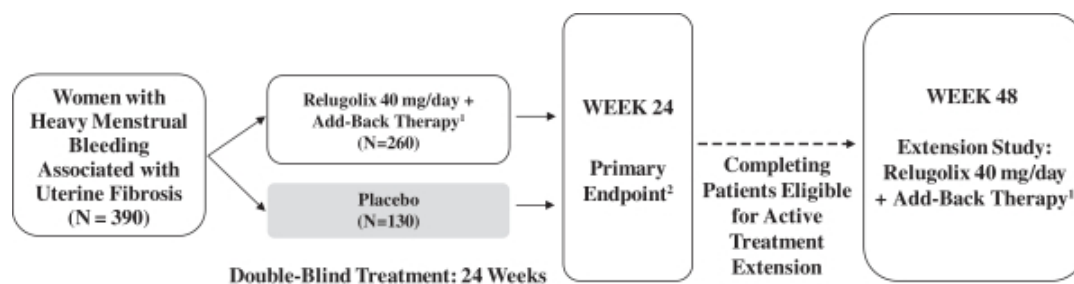 Women with
Heavy Menstrual
Bleeding
Associated with
Uterine Fibrosis
(N = 390)
Relugolix 40 mg/day +
Add-Back Therapy¹
(N=260)
Placebo
(N=130)
Double-Blind Treatment: 24 Weeks
WEEK 24
Primary
Endpoint²
Completing
Patients Eligible
for Active
Treatment
Extension
WEEK 48
Extension Study:
Relugolix 40 mg/day
+ Add-Back Therapy¹